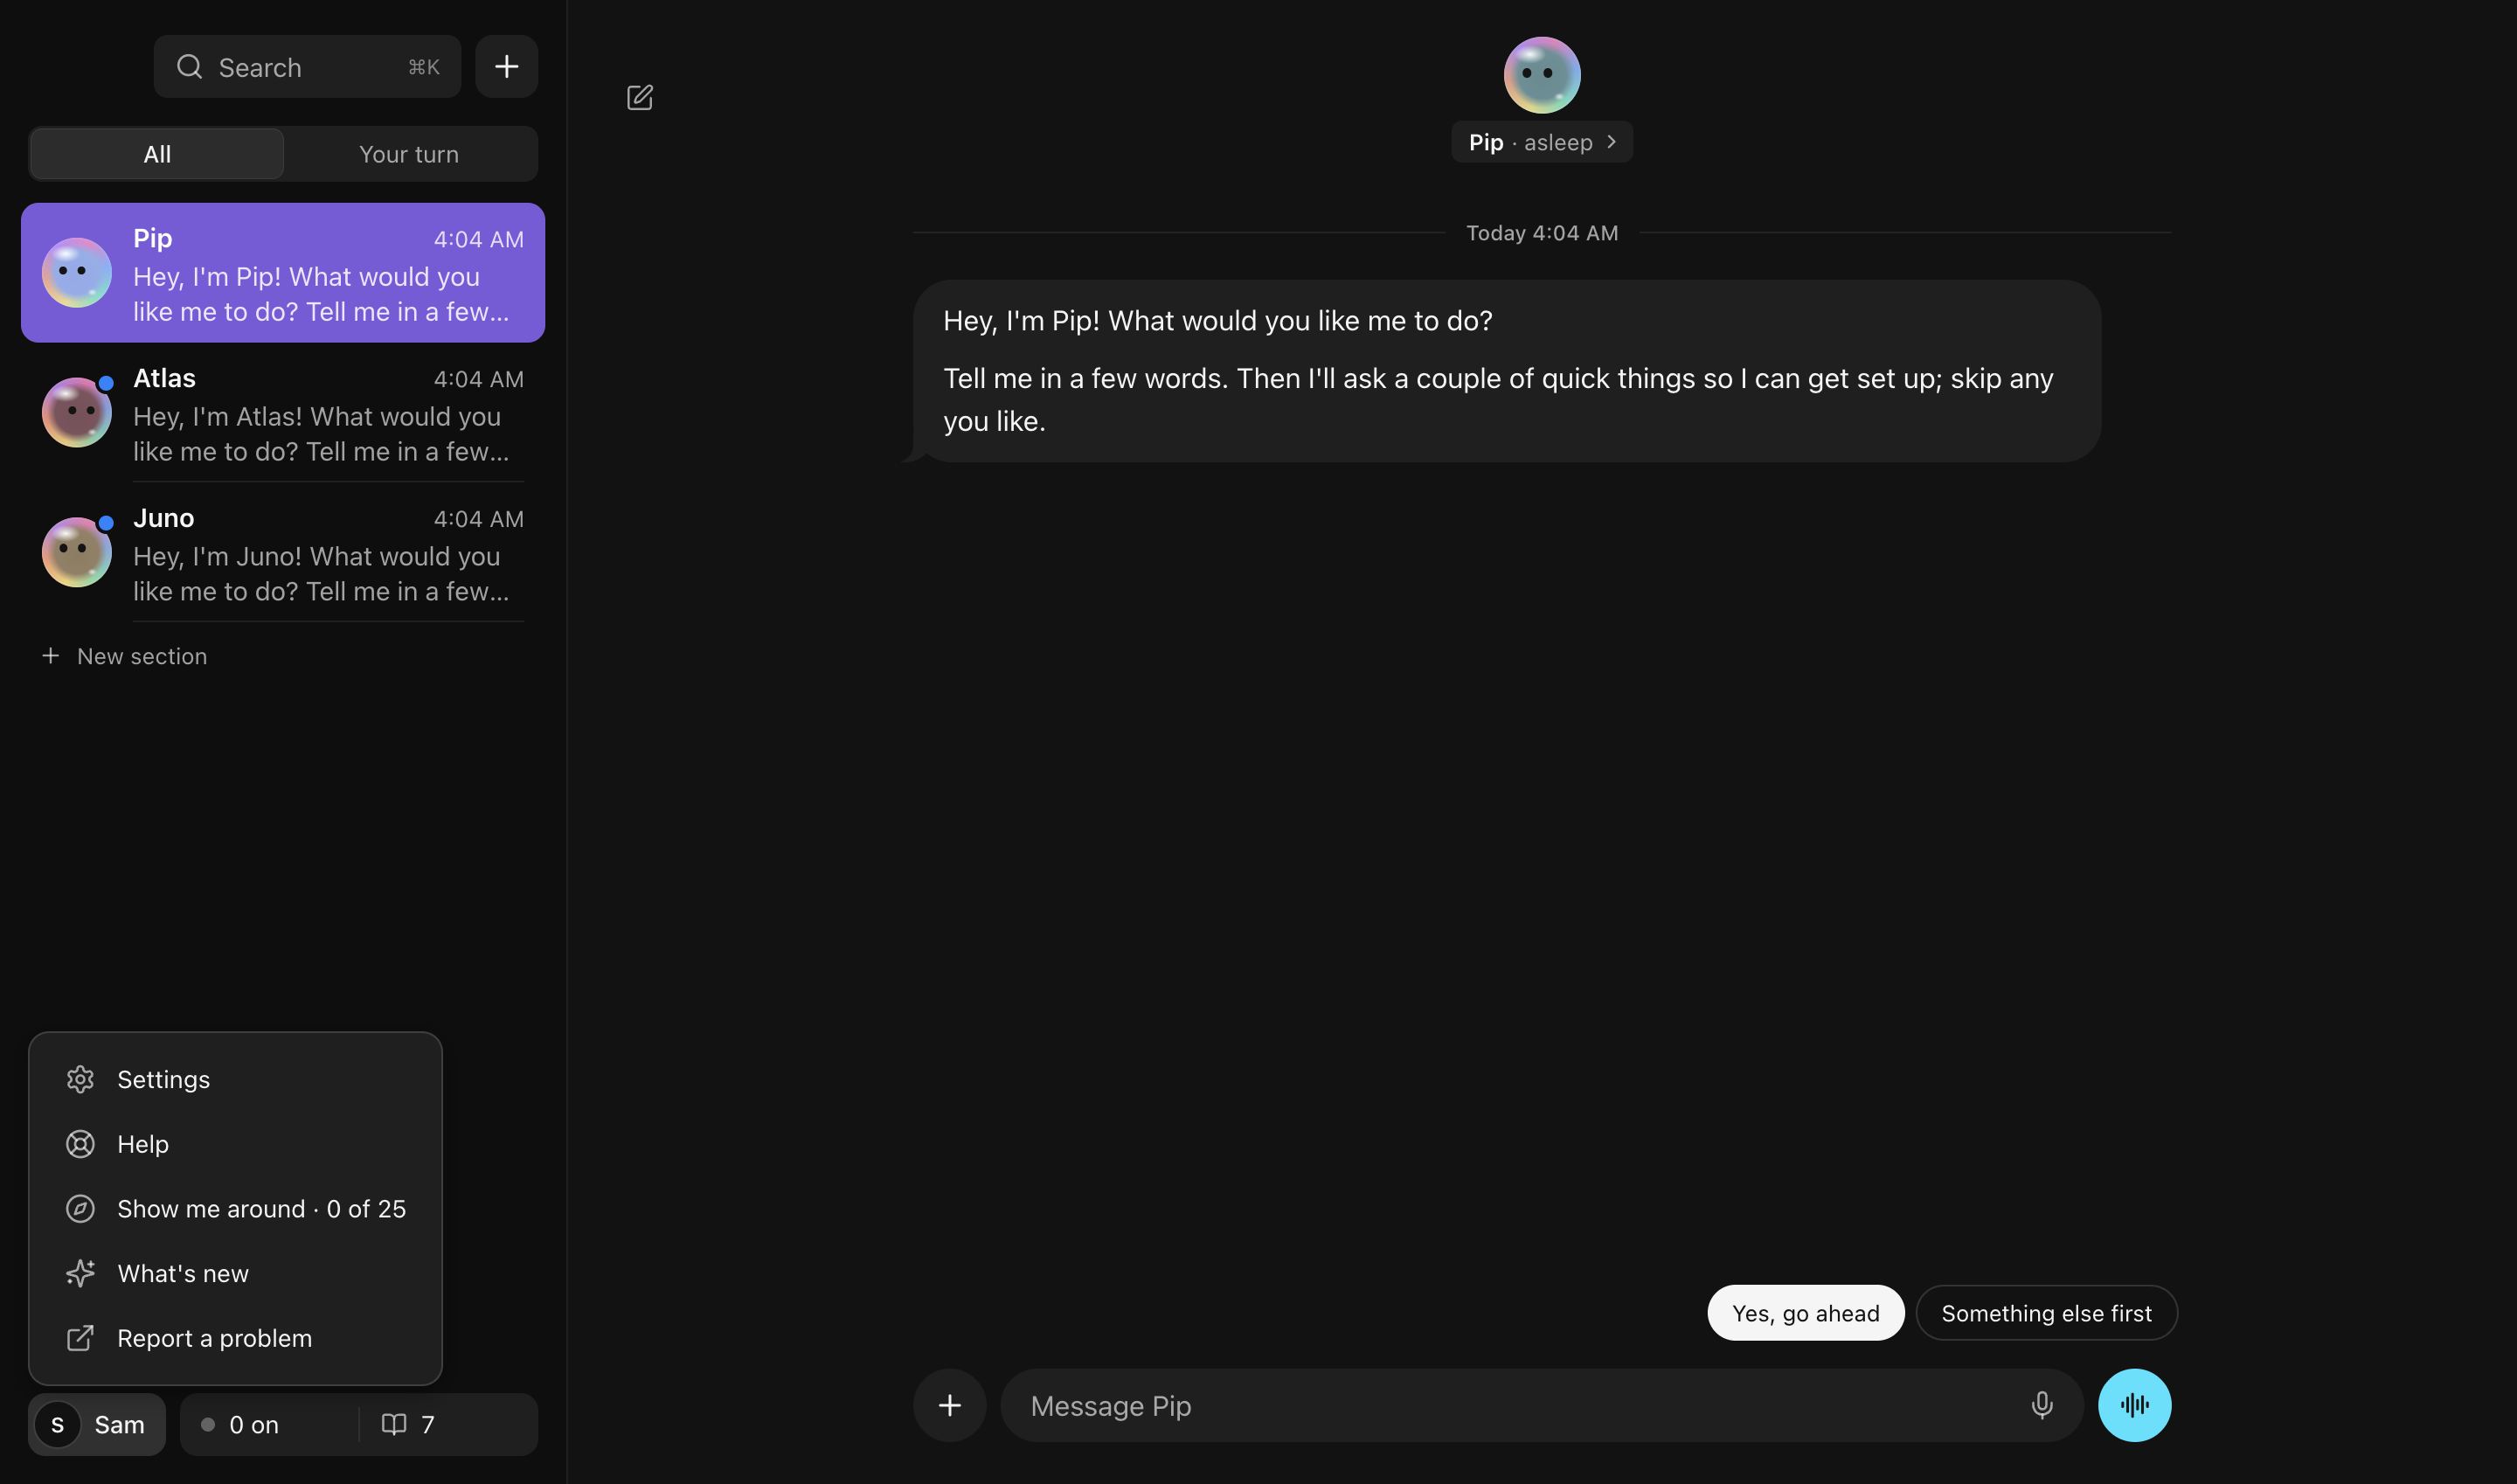 Search ⌘K
All
Your turn
Pip 4:04 AM
Hey, I'm Pip! What would you
like me to do? Tell me in a few...
Atlas 4:04 AM
Hey, I'm Atlas! What would you
like me to do? Tell me in a few...
Juno 4:04 AM
Hey, I'm Juno! What would you
like me to do? Tell me in a few...
New section
Settings
Help
Show me around · 0 of 25
What's new
Report a problem
S Sam
0 on
7
Pip · asleep
Today 4:04 AM
Hey, I'm Pip! What would you like me to do?
Tell me in a few words. Then I'll ask a couple of quick things so I can get set up; skip any
you like.
Yes, go ahead
Something else first
Message Pip